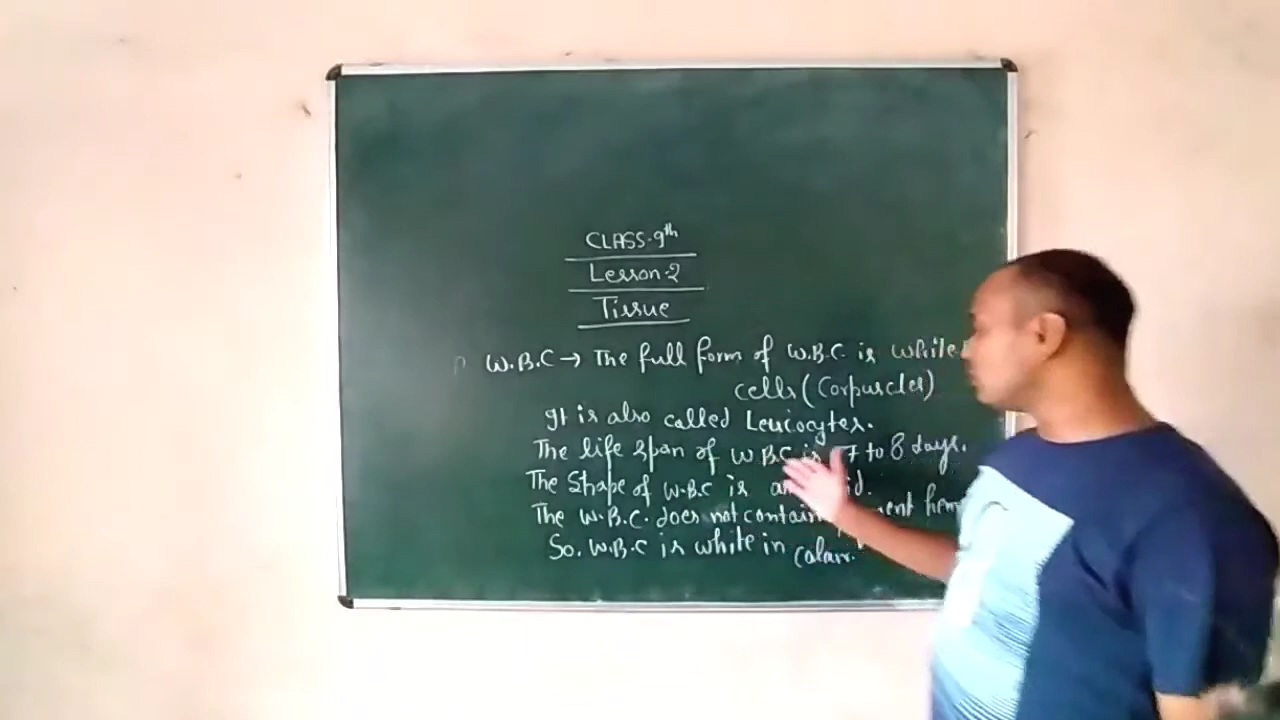 CLASS-9th
Lesson-2
Tissue
W.B.C → The full form of W.B.C is white
cells (Corpuscles)
It is also called Leucocytes.
The life span of W.B.C is 7 to 8 days.
The Shape of W.B.C is
The W.B.C. does not contain
So. W.B.C is white in